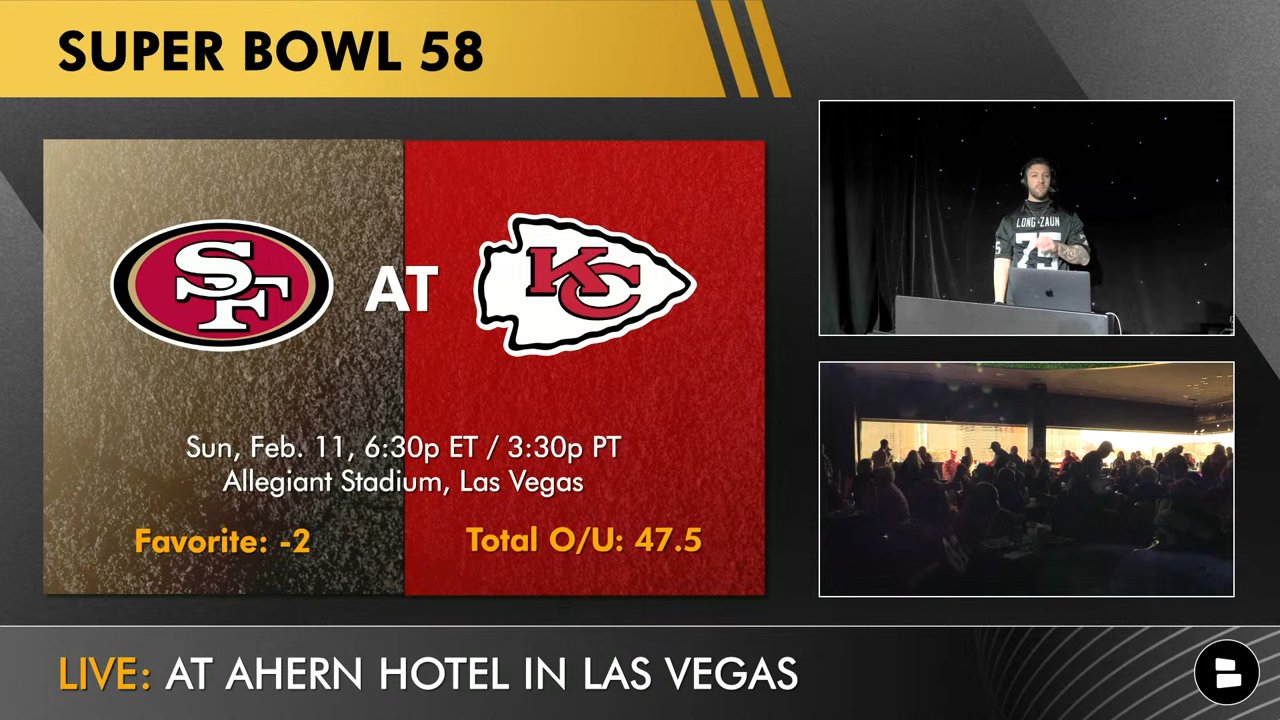 SUPER BOWL 58
SF
AT
KC
Sun, Feb. 11, 6:30p ET / 3:30p PT
Allegiant Stadium, Las Vegas
Favorite: -2
Total O/U: 47.5
LONG-ZAUN
75
LIVE: AT AHERN HOTEL IN LAS VEGAS